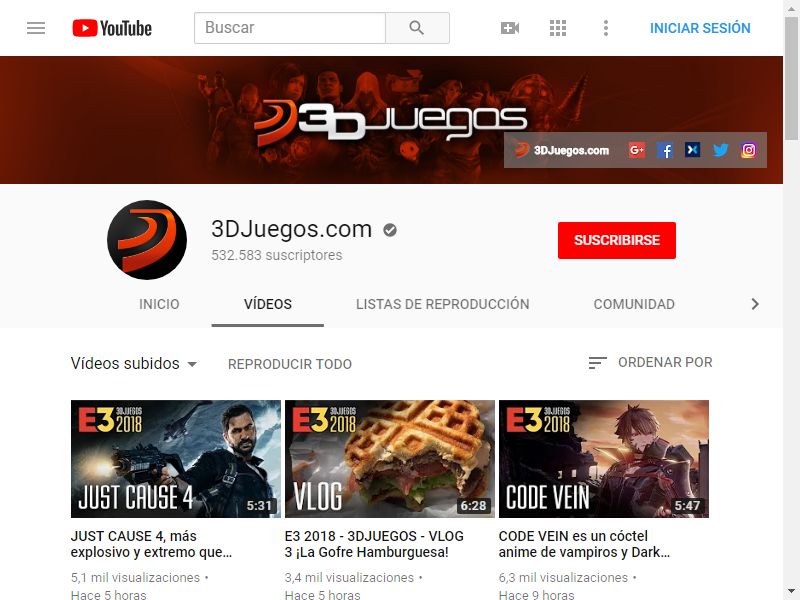 YouTube
Buscar
INICIAR SESIÓN
3DJuegos
3DJuegos.com
3DJuegos.com
532.583 suscriptores
SUSCRIBIRSE
INICIO
VÍDEOS
LISTAS DE REPRODUCCIÓN
COMUNIDAD
Vídeos subidos
REPRODUCIR TODO
ORDENAR POR
E3 3DJUEGOS 2018
JUST CAUSE 4
5:31
E3 3DJUEGOS 2018
VLOG
6:28
E3 3DJUEGOS 2018
CODE VEIN
5:47
JUST CAUSE 4, más
explosivo y extremo que…
5,1 mil visualizaciones •
Hace 5 horas
E3 2018 - 3DJUEGOS - VLOG
3 ¡La Gofre Hamburguesa!
3,4 mil visualizaciones •
Hace 5 horas
CODE VEIN es un cóctel
anime de vampiros y Dark…
6,3 mil visualizaciones •
Hace 9 horas